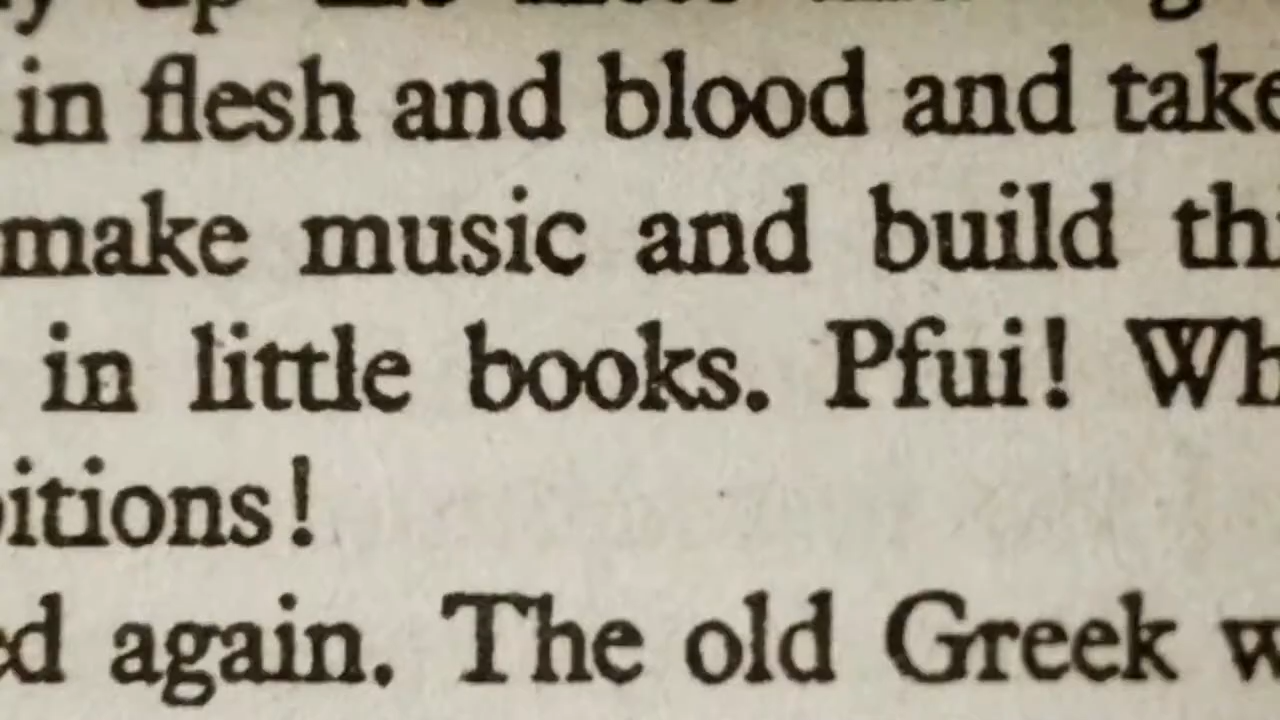 in flesh and blood and take
make music and build th
in little books. Pfui! Wh
itions!
ed again. The old Greek w